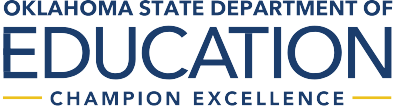 OKLAHOMA STATE DEPARTMENT OF
EDUCATION
CHAMPION EXCELLENCE